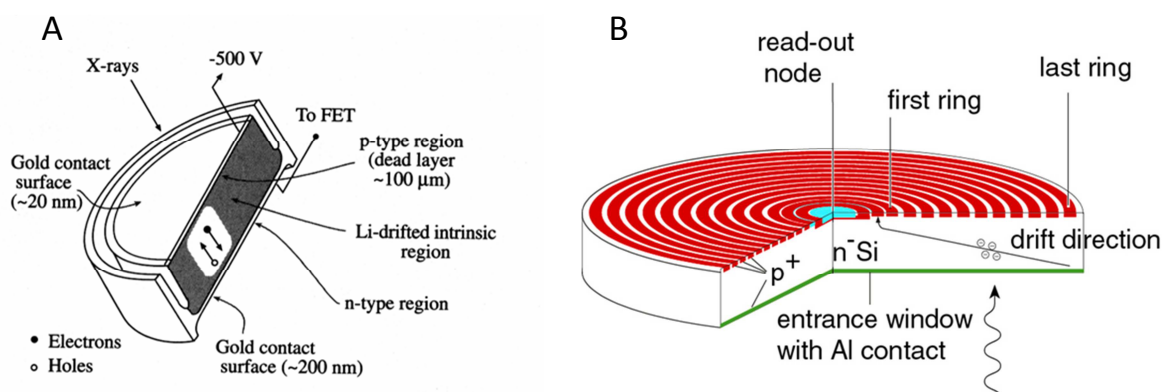 A
X-rays
-500 V
To FET
p-type region
(dead layer
~100 μm)
Gold contact
surface
(~20 nm)
Li-drifted intrinsic
region
n-type region
Gold contact
surface (~200 nm)
• Electrons
○ Holes
B
read-out
node
last ring
first ring
drift direction
n⁻Si
p⁺
entrance window
with Al contact